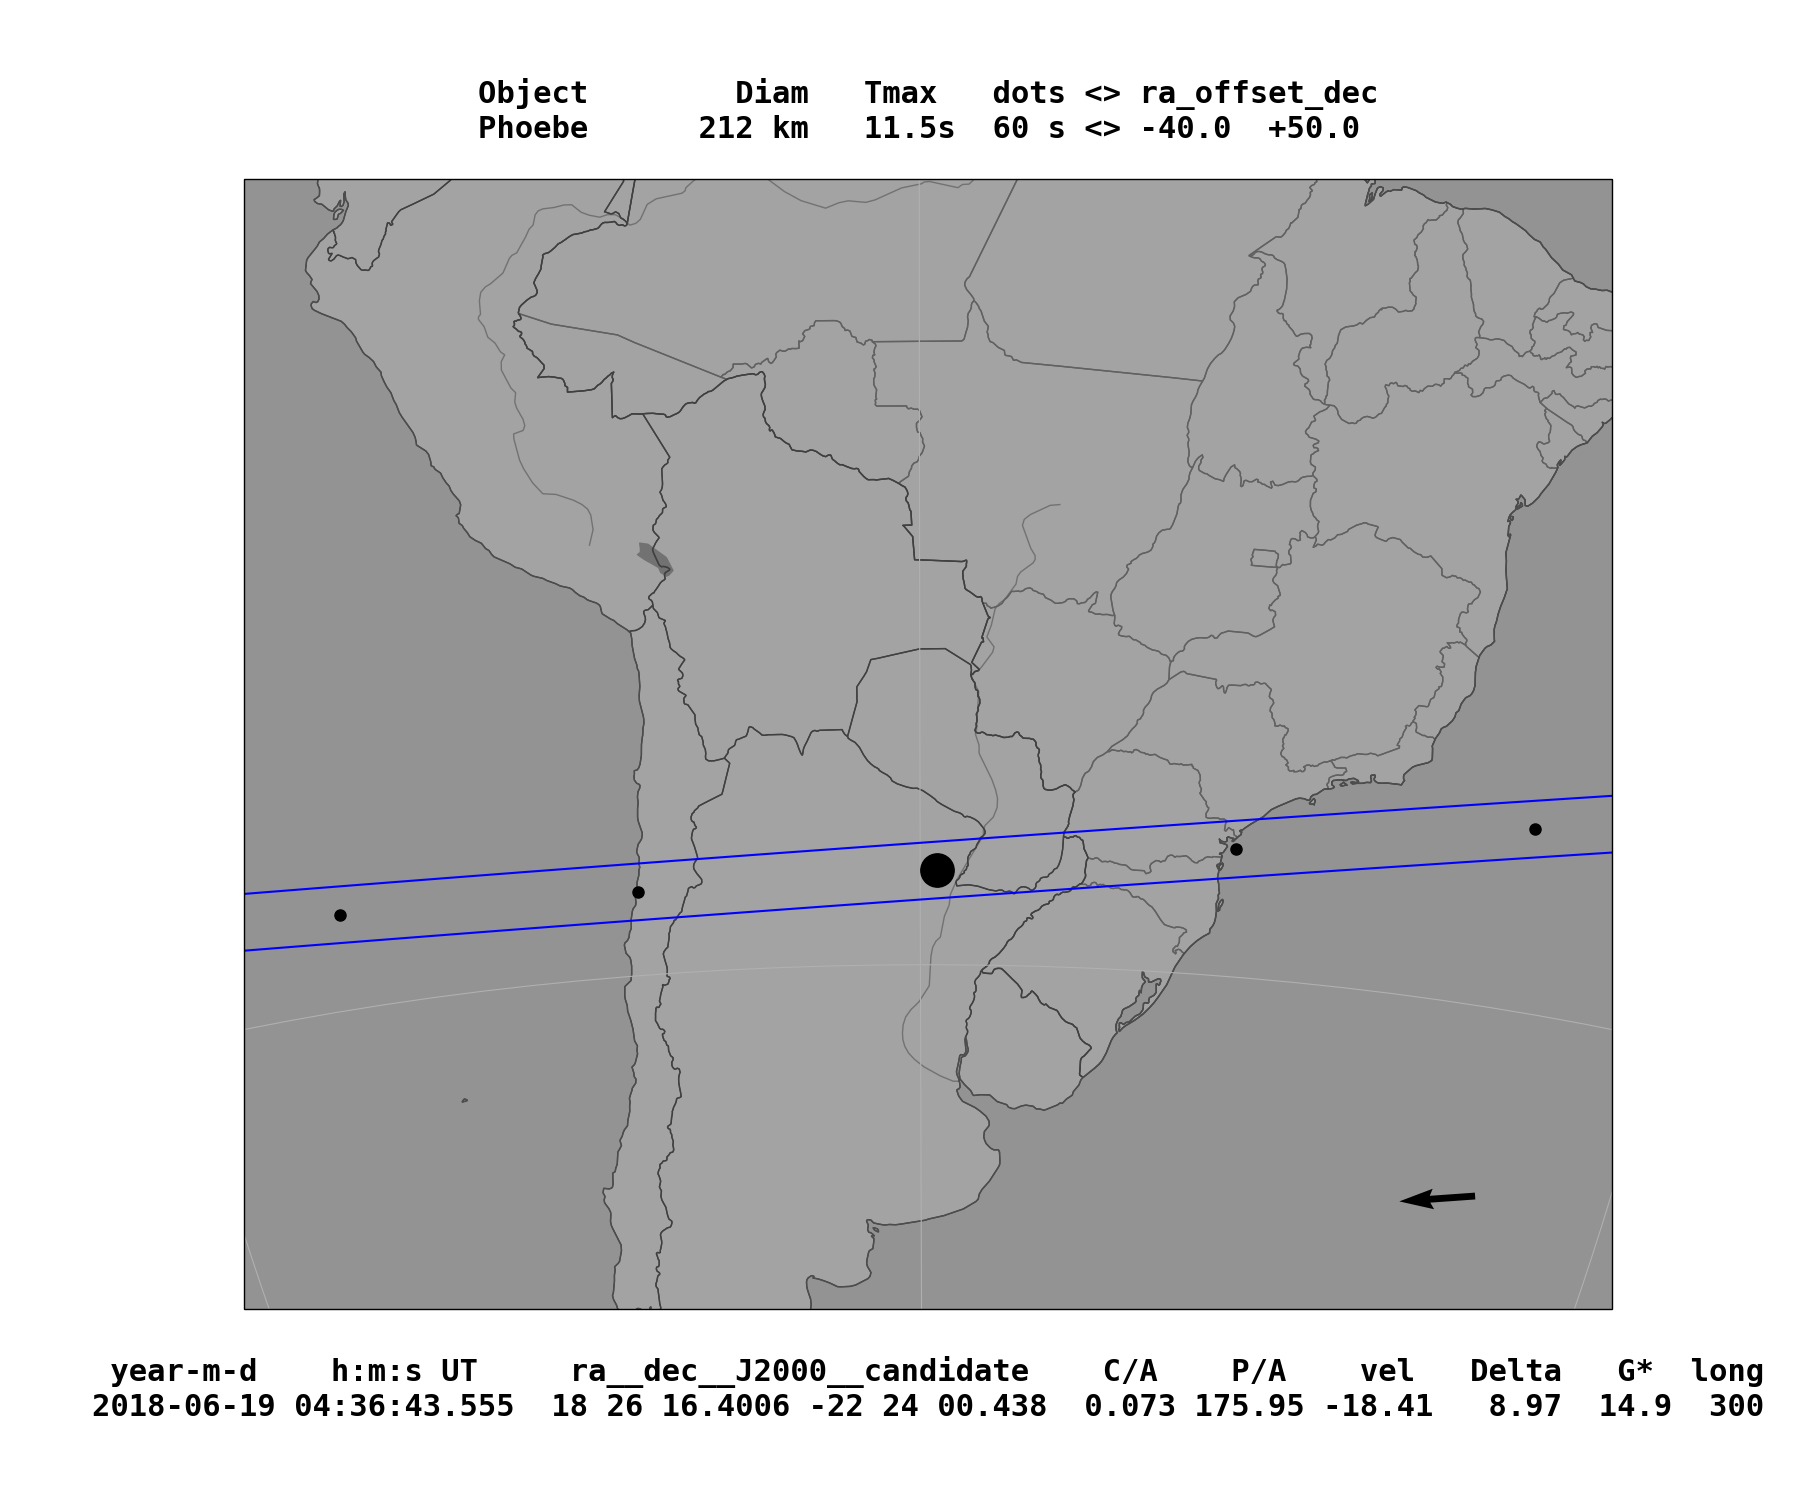 Object Diam Tmax dots <> ra_offset_dec
Phoebe 212 km 11.5s 60 s <> -40.0 +50.0
year-m-d h:m:s UT ra__dec__J2000__candidate C/A P/A vel Delta G* long
2018-06-19 04:36:43.555 18 26 16.4006 -22 24 00.438 0.073 175.95 -18.41 8.97 14.9 300